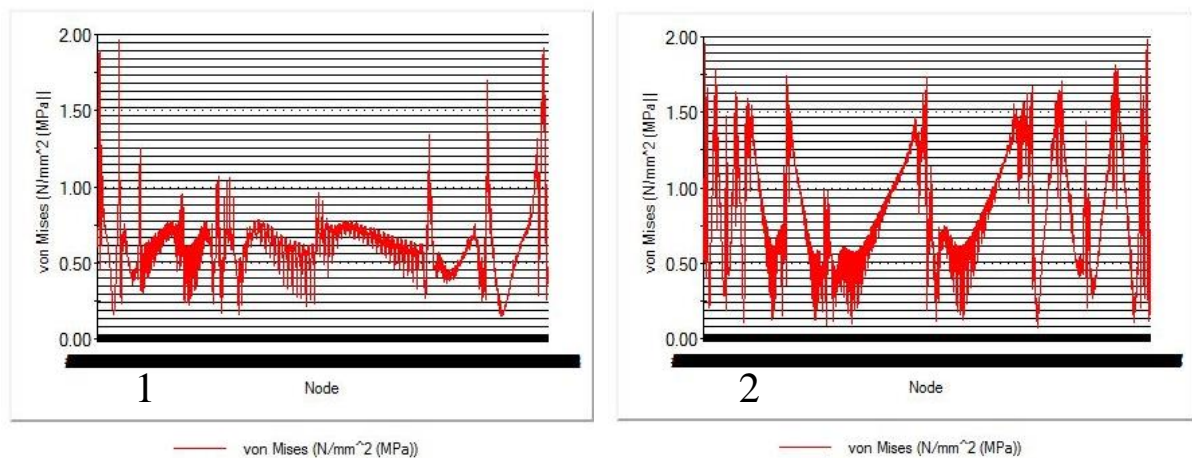 2.00
1.50
1.00
0.50
0.00
von Mises (N/mm^2 (MPa||
1
Node
von Mises (N/mm^2 (MPa))
2.00
1.50
1.00
0.50
0.00
von Mises (N/mm^2 (MPa||
2
Node
von Mises (N/mm^2 (MPa))